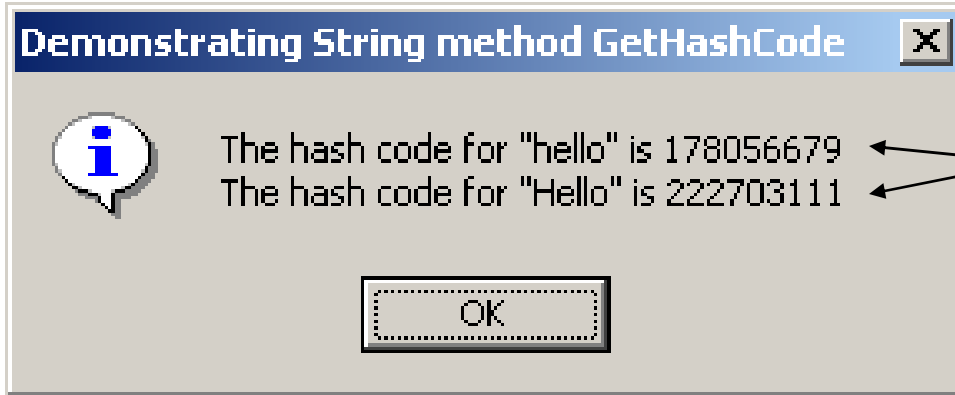 Demonstrating String method GetHashCode
The hash code for "hello" is 178056679
The hash code for "Hello" is 222703111
OK